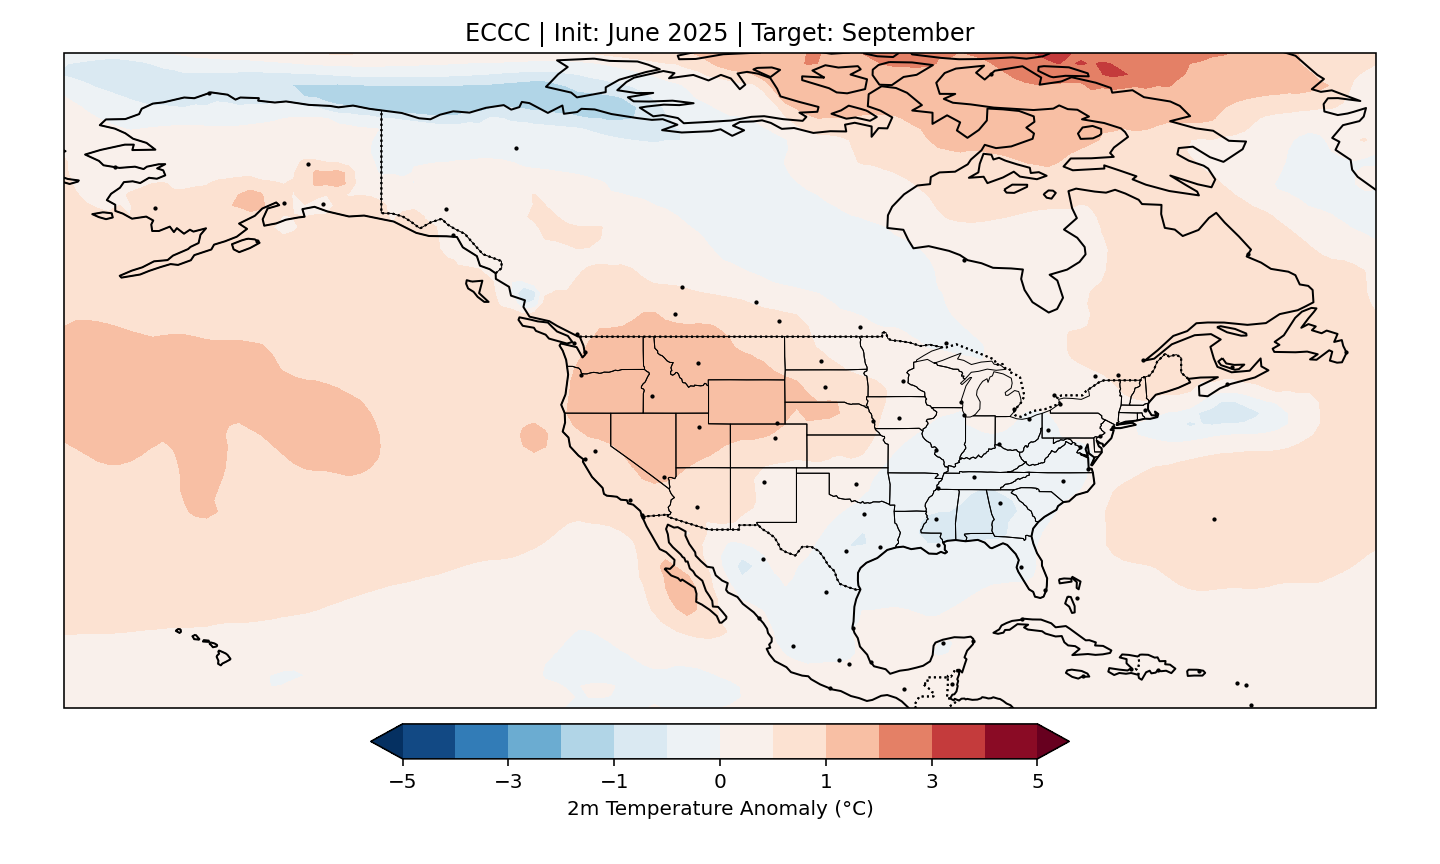 ECCC | Init: June 2025 | Target: September
−5 −3 −1 0 1 3 5
2m Temperature Anomaly (°C)